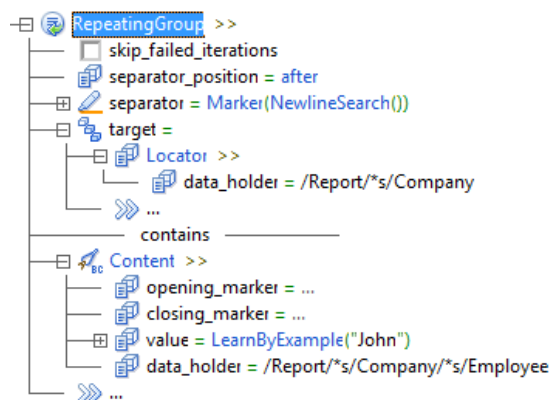 RepeatingGroup >>
skip_failed_iterations
separator_position = after
separator = Marker(NewlineSearch())
target =
Locator >>
data_holder = /Report/*s/Company
...
contains
BC Content >>
opening_marker = ...
closing_marker = ...
value = LearnByExample("John")
data_holder = /Report/*s/Company/*s/Employee
...